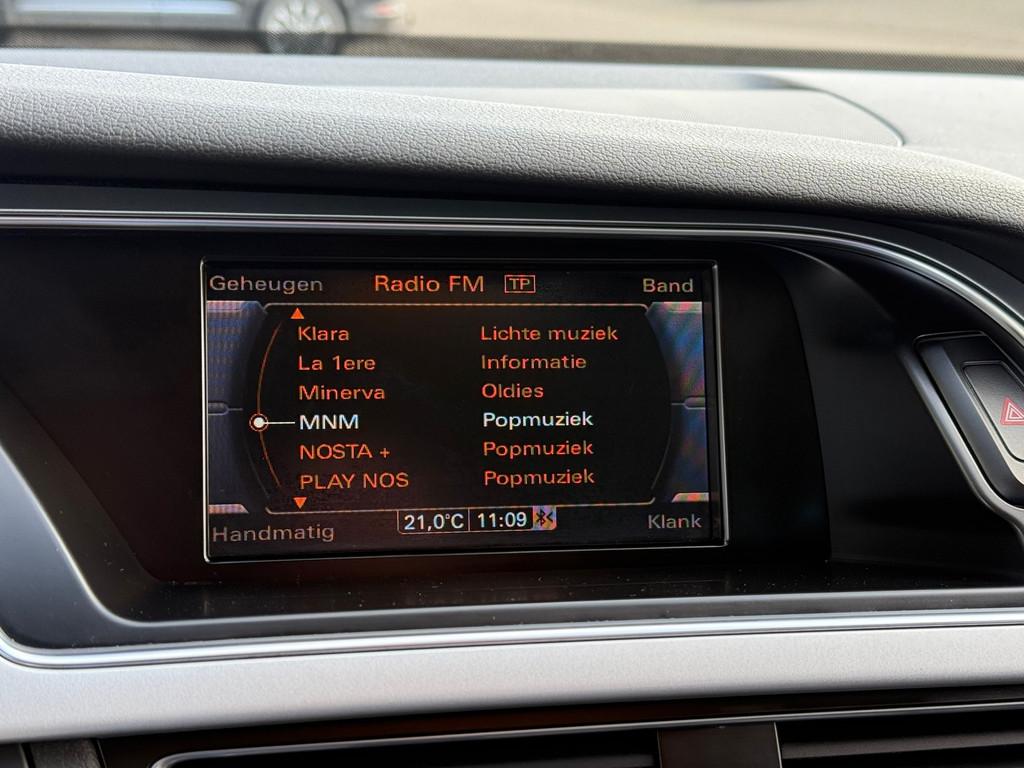 Geheugen Radio FM TP Band
Klara Lichte muziek
La 1ere Informatie
Minerva Oldies
MNM Popmuziek
NOSTA + Popmuziek
PLAY NOS Popmuziek
Handmatig 21,0°C 11:09 Klank